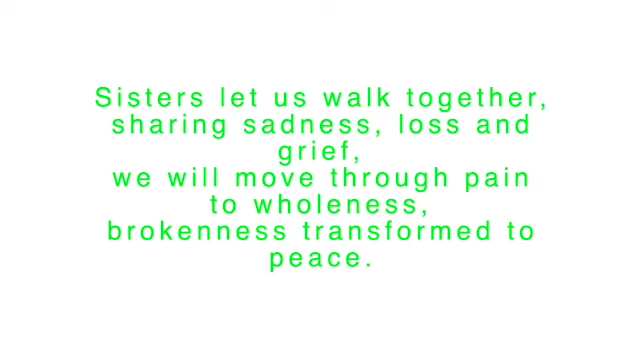 Sisters let us walk together,
sharing sadness, loss and
grief,
we will move through pain
to wholeness,
brokenness transformed to
peace.